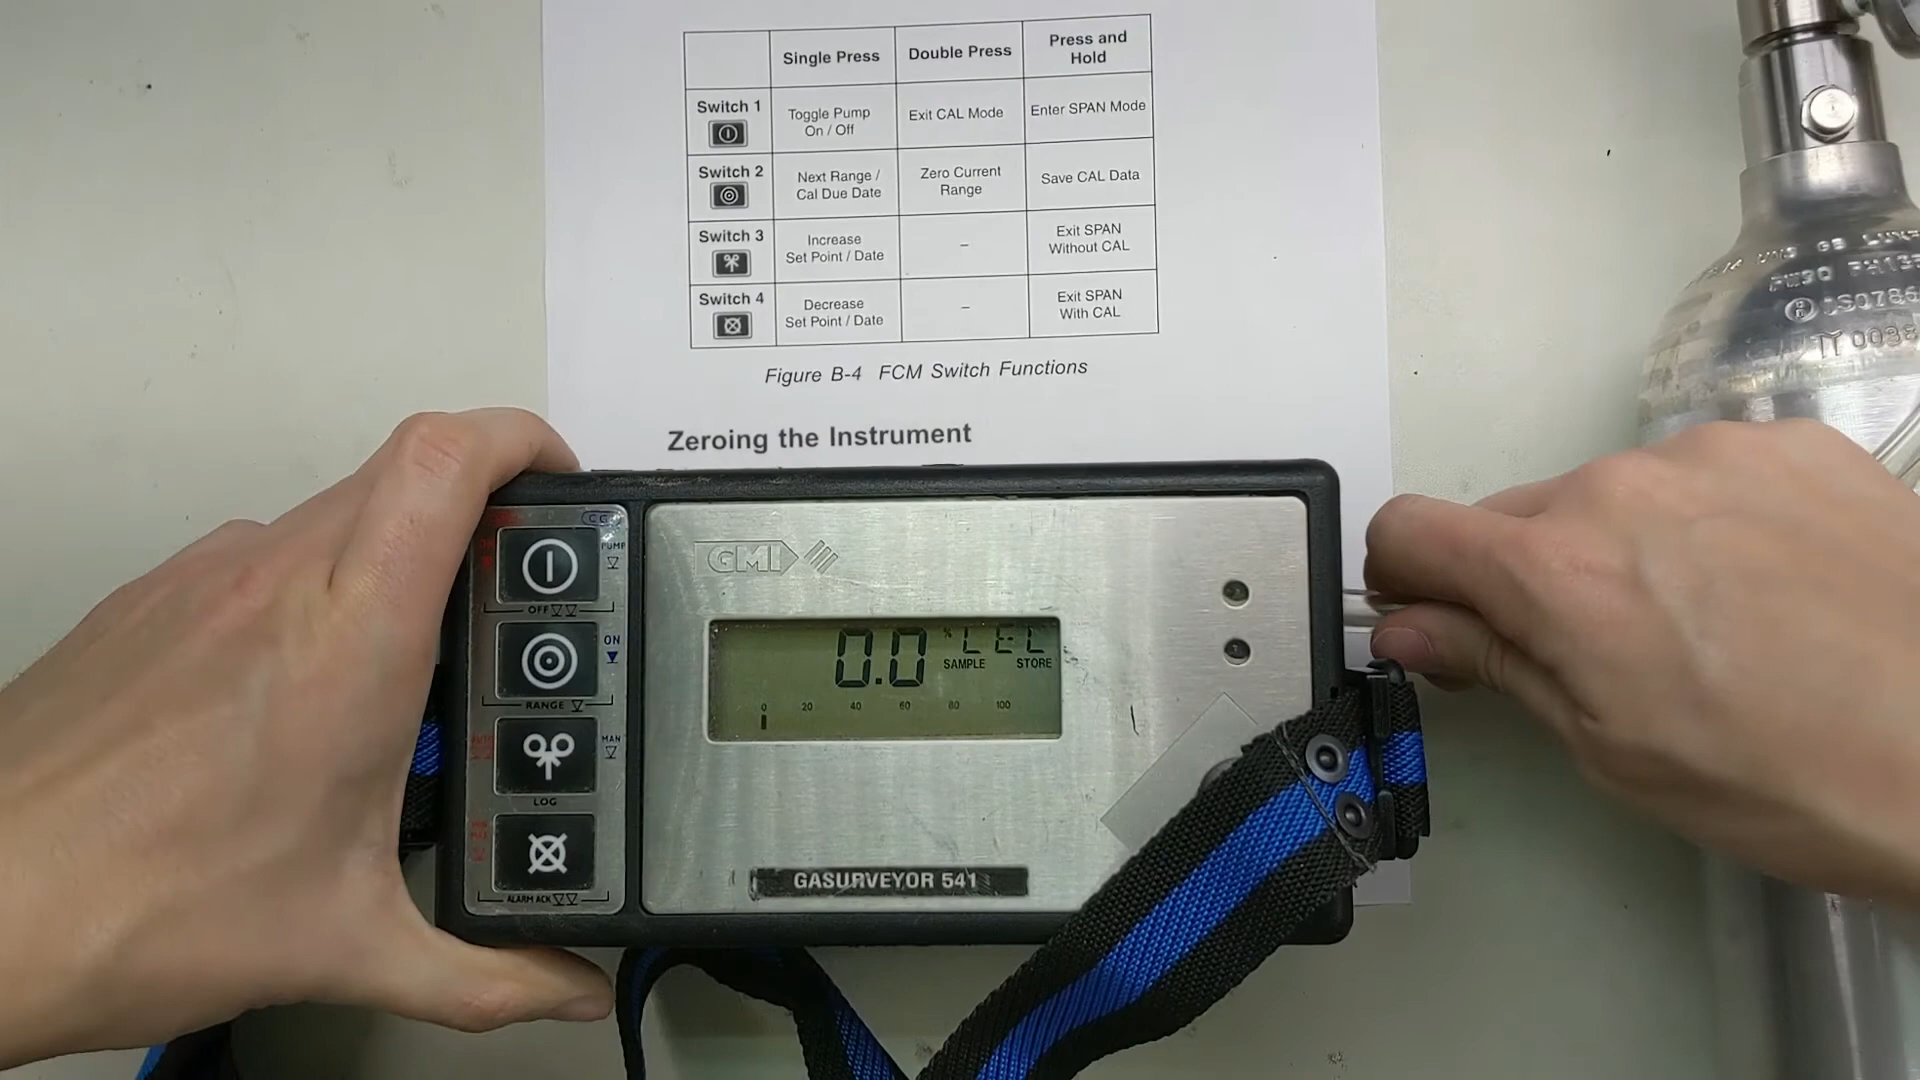 Single Press Double Press Press and
Hold
Switch 1 Toggle Pump
On / Off Exit CAL Mode Enter SPAN Mode
Switch 2 Next Range /
Cal Due Date Zero Current
Range Save CAL Data
Switch 3 Increase
Set Point / Date – Exit SPAN
Without CAL
Switch 4 Decrease
Set Point / Date – Exit SPAN
With CAL
Figure B-4 FCM Switch Functions
Zeroing the Instrument
PUMP
OFF
ON
RANGE
MAN
LOG
ALARM ACK
GMI
0.0 % LEL
SAMPLE STORE
0 20 40 60 80 100
GASURVEYOR 541